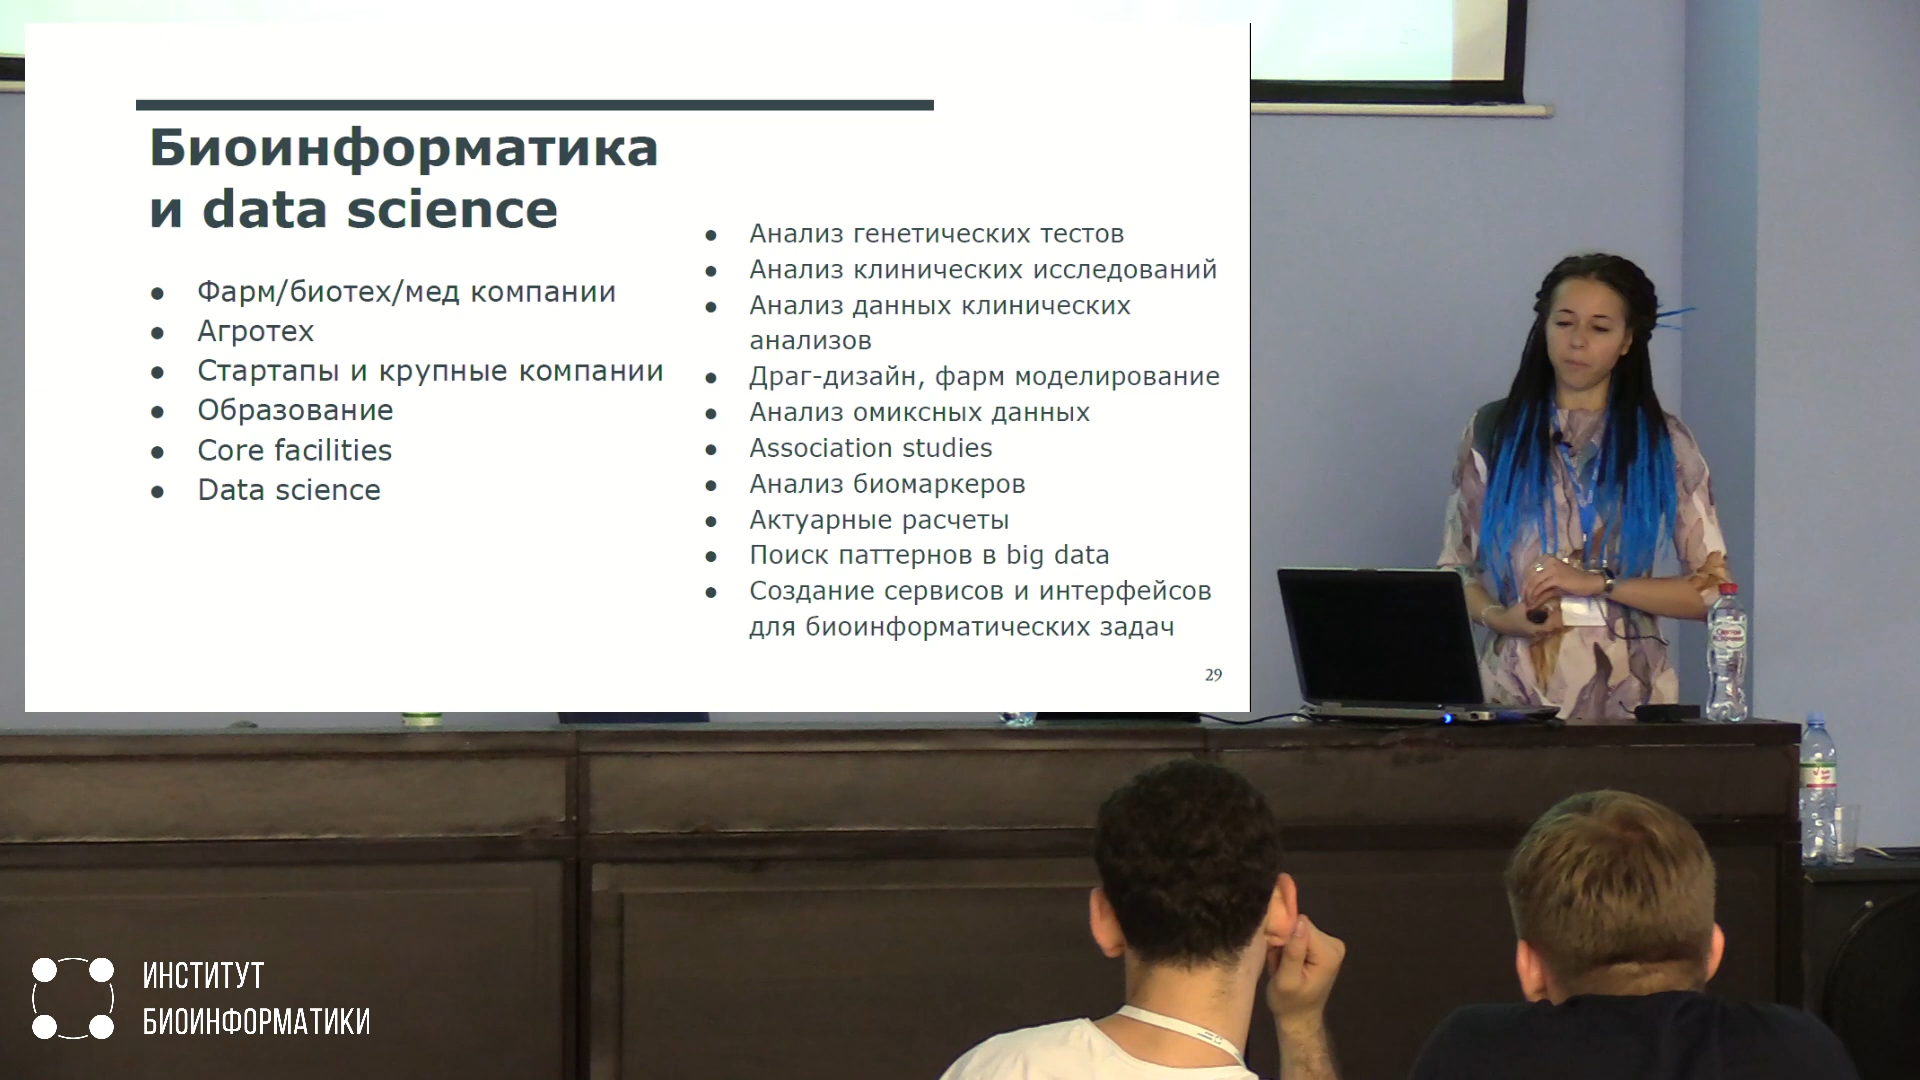 Биоинформатика
и data science
● Фарм/биотех/мед компании
● Агротех
● Стартапы и крупные компании
● Образование
● Core facilities
● Data science
● Анализ генетических тестов
● Анализ клинических исследований
● Анализ данных клинических
анализов
● Драг-дизайн, фарм моделирование
● Анализ омиксных данных
● Association studies
● Анализ биомаркеров
● Актуарные расчеты
● Поиск паттернов в big data
● Создание сервисов и интерфейсов
для биоинформатических задач
29
ИНСТИТУТ
БИОИНФОРМАТИКИ